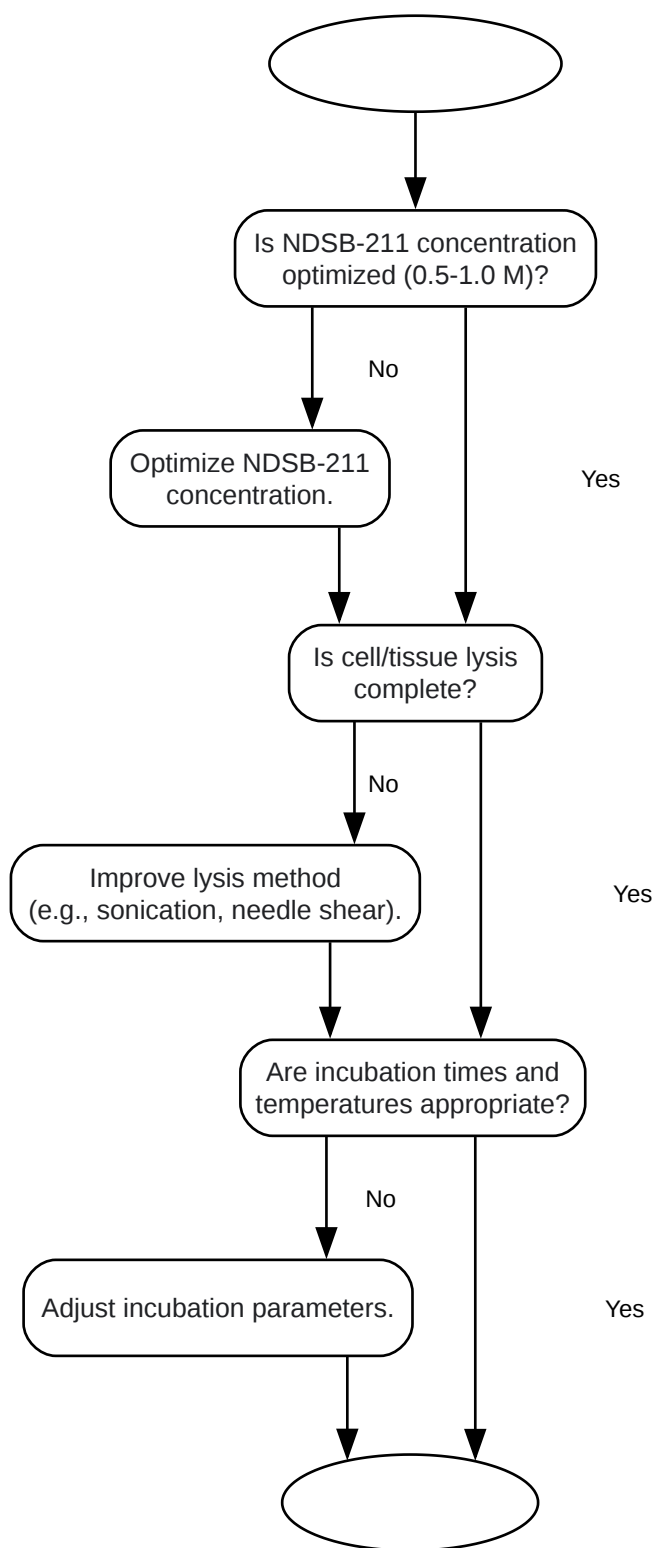 Is NDSB-211 concentration
optimized (0.5-1.0 M)?
No
Optimize NDSB-211
concentration.
Yes
Is cell/tissue lysis
complete?
No
Improve lysis method
(e.g., sonication, needle shear).
Yes
Are incubation times and
temperatures appropriate?
No
Adjust incubation parameters.
Yes